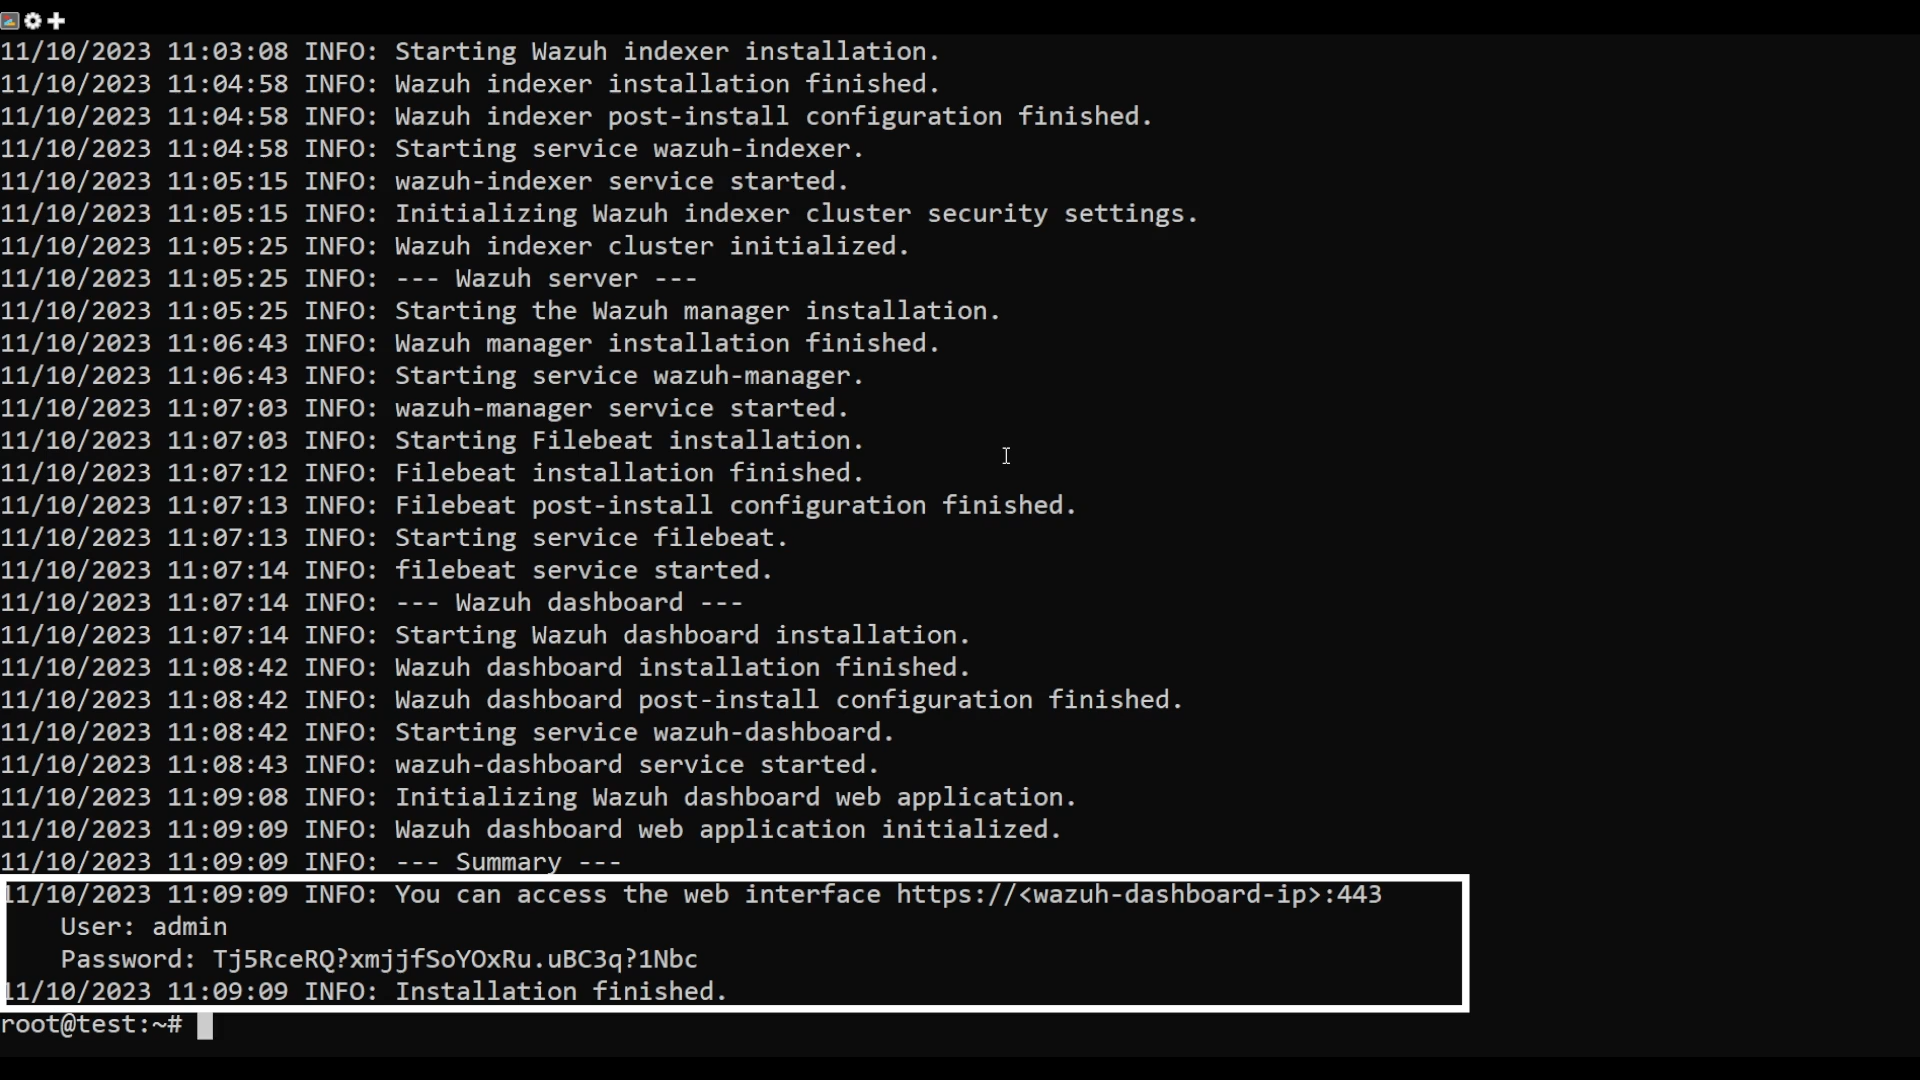 11/10/2023 11:03:08 INFO: Starting Wazuh indexer installation.
11/10/2023 11:04:58 INFO: Wazuh indexer installation finished.
11/10/2023 11:04:58 INFO: Wazuh indexer post-install configuration finished.
11/10/2023 11:04:58 INFO: Starting service wazuh-indexer.
11/10/2023 11:05:15 INFO: wazuh-indexer service started.
11/10/2023 11:05:15 INFO: Initializing Wazuh indexer cluster security settings.
11/10/2023 11:05:25 INFO: Wazuh indexer cluster initialized.
11/10/2023 11:05:25 INFO: --- Wazuh server ---
11/10/2023 11:05:25 INFO: Starting the Wazuh manager installation.
11/10/2023 11:06:43 INFO: Wazuh manager installation finished.
11/10/2023 11:06:43 INFO: Starting service wazuh-manager.
11/10/2023 11:07:03 INFO: wazuh-manager service started.
11/10/2023 11:07:03 INFO: Starting Filebeat installation.
11/10/2023 11:07:12 INFO: Filebeat installation finished.
11/10/2023 11:07:13 INFO: Filebeat post-install configuration finished.
11/10/2023 11:07:13 INFO: Starting service filebeat.
11/10/2023 11:07:14 INFO: filebeat service started.
11/10/2023 11:07:14 INFO: --- Wazuh dashboard ---
11/10/2023 11:07:14 INFO: Starting Wazuh dashboard installation.
11/10/2023 11:08:42 INFO: Wazuh dashboard installation finished.
11/10/2023 11:08:42 INFO: Wazuh dashboard post-install configuration finished.
11/10/2023 11:08:42 INFO: Starting service wazuh-dashboard.
11/10/2023 11:08:43 INFO: wazuh-dashboard service started.
11/10/2023 11:09:08 INFO: Initializing Wazuh dashboard web application.
11/10/2023 11:09:09 INFO: Wazuh dashboard web application initialized.
11/10/2023 11:09:09 INFO: --- Summary ---
11/10/2023 11:09:09 INFO: You can access the web interface https://<wazuh-dashboard-ip>:443
User: admin
Password: Tj5RceRQ?xmjjfSoYOxRu.uBC3q?1Nbc
11/10/2023 11:09:09 INFO: Installation finished.
root@test:~#